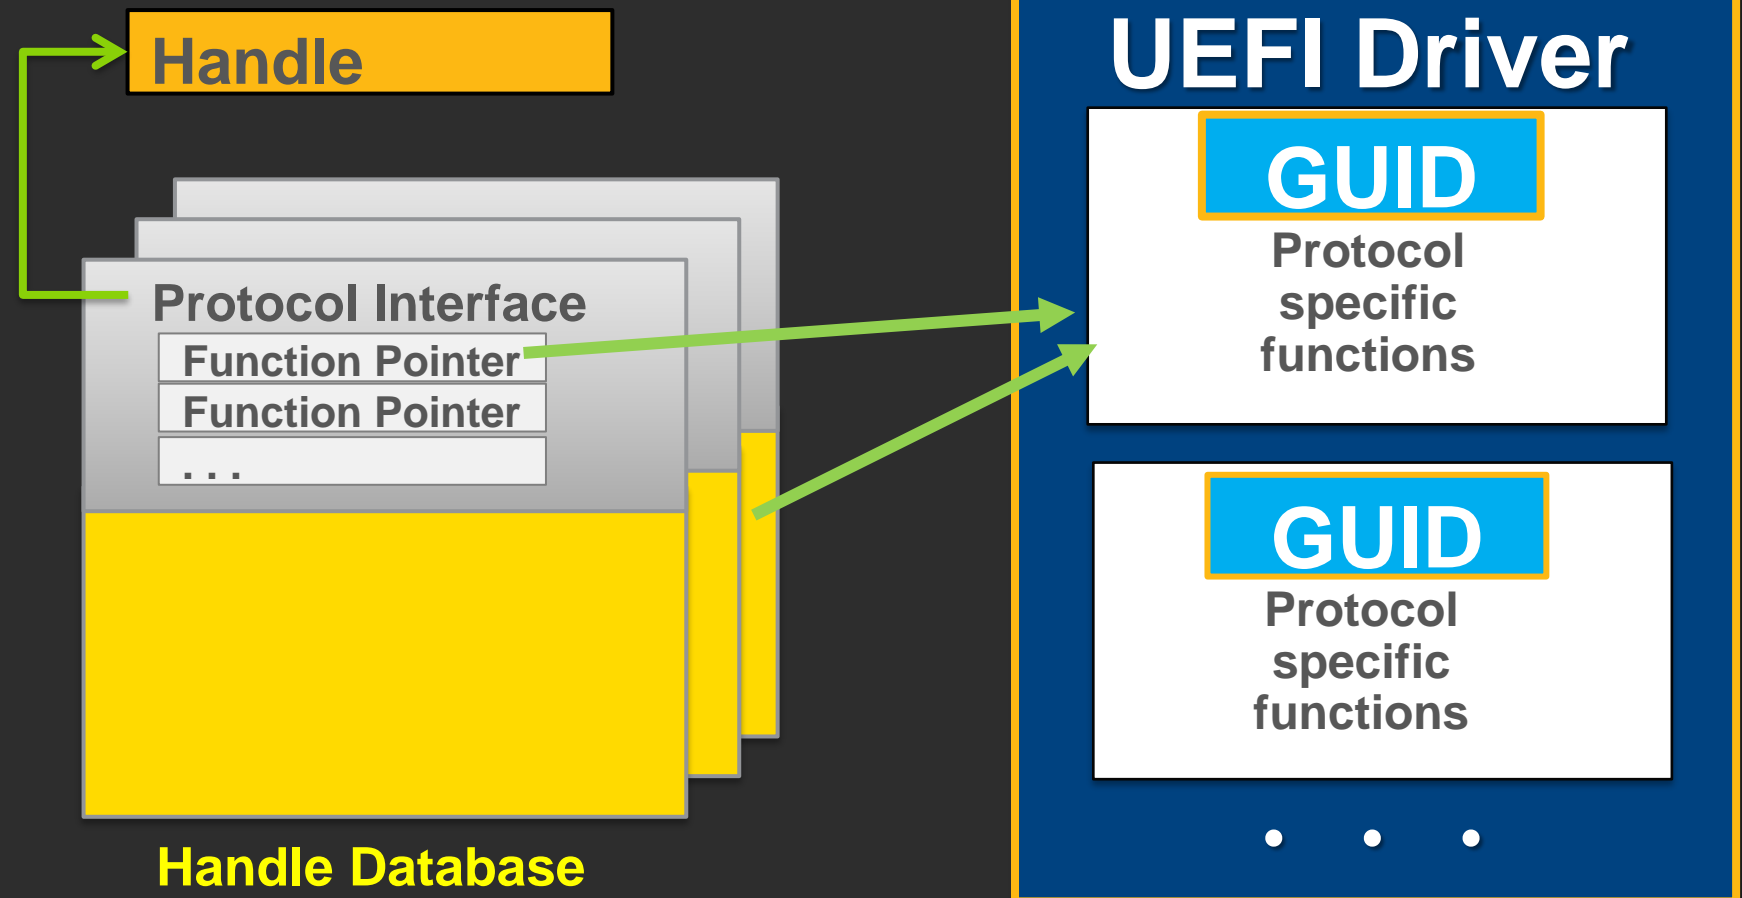 Handle
Protocol Interface
Function Pointer
Function Pointer
. . .
Handle Database
UEFI Driver
GUID
Protocol
specific
functions
GUID
Protocol
specific
functions
. . .